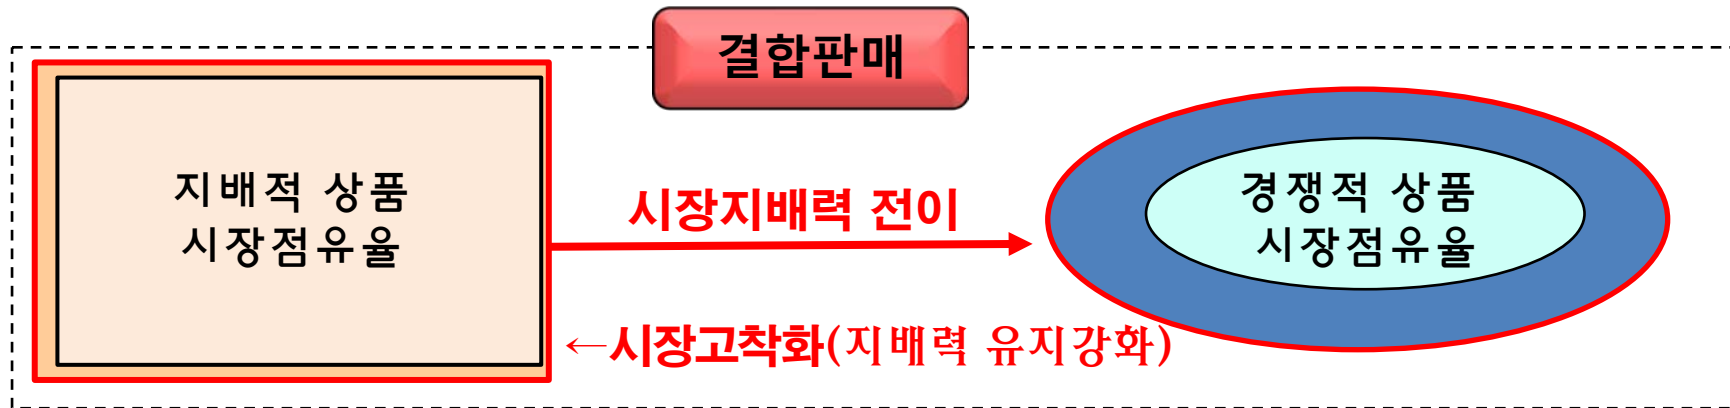 결합판매
지배적 상품
시장점유율
시장지배력 전이
경쟁적 상품
시장점유율
←시장고착화(지배력 유지강화)